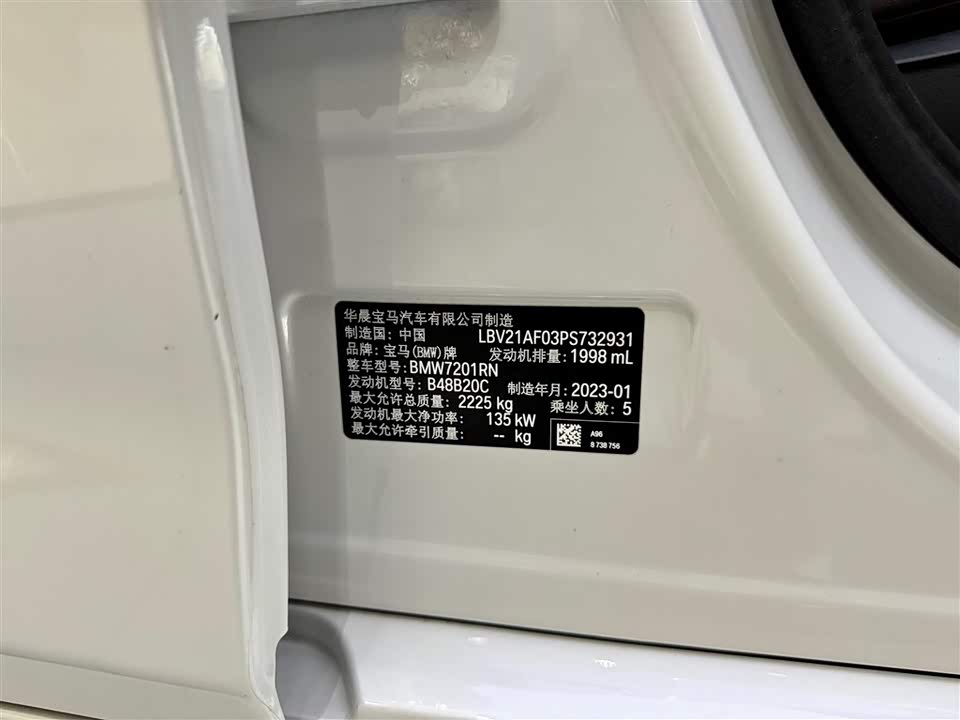 华晨宝马汽车有限公司制造
制造国: 中国 LBV21AF03PS732931
品牌: 宝马(BMW)牌 发动机排量: 1998 mL
整车型号: BMW7201RN
发动机型号: B48B20C 制造年月: 2023-01
最大允许总质量: 2225 kg 乘坐人数: 5
发动机最大净功率: 135 kW
最大允许牵引质量: -- kg
A96
8 738 756